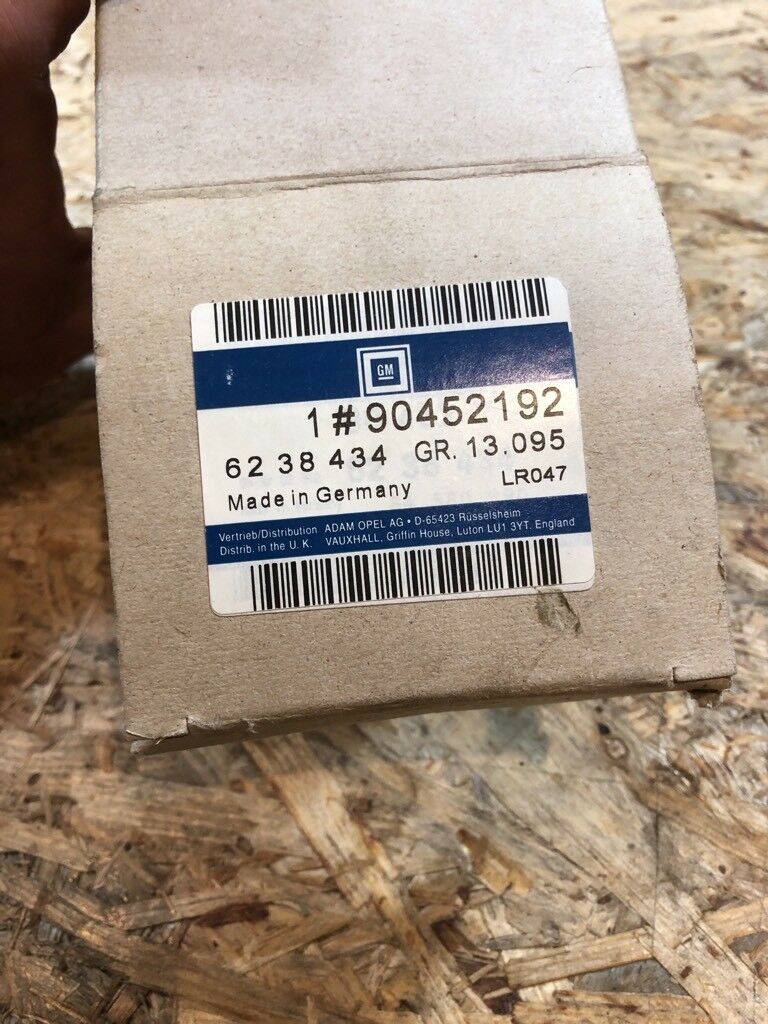 GM
1#90452192
62 38 434 GR. 13.095
Made in Germany LR047
Vertrieb/Distribution ADAM OPEL AG • D-65423 Rüsselsheim
Distrib. in the U. K. VAUXHALL, Griffin House, Luton LU1 3YT. England